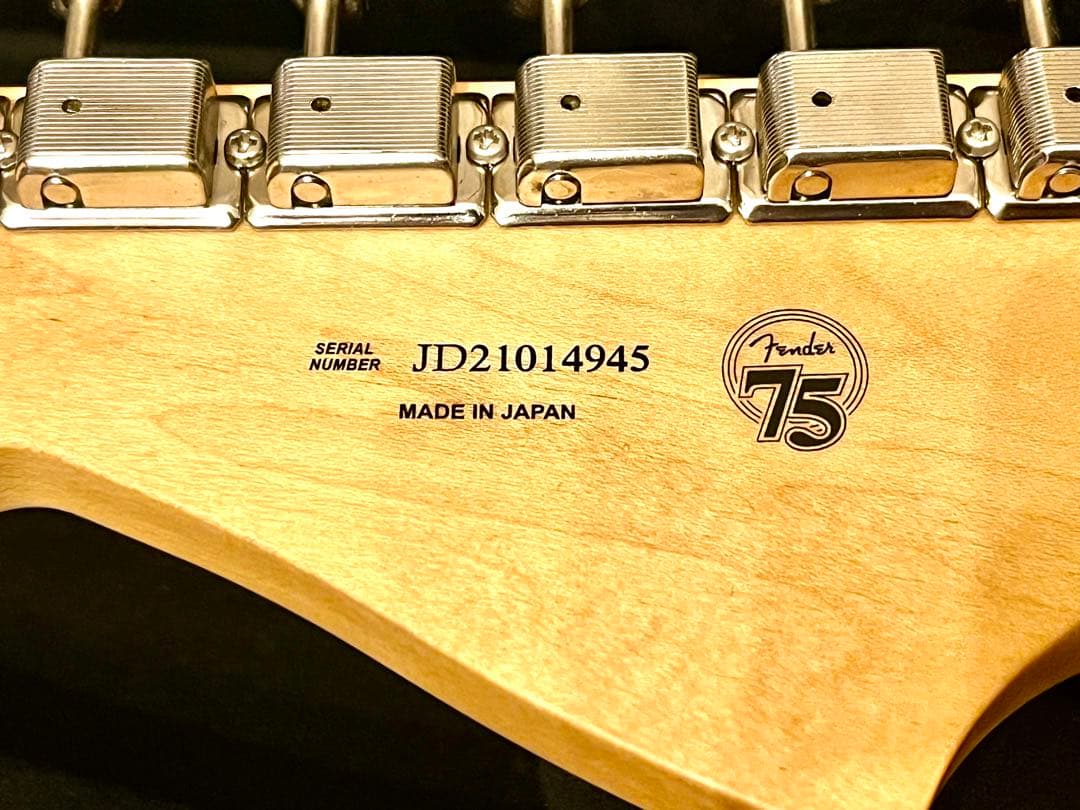 SERIAL
NUMBER
JD21014945
MADE IN JAPAN
Fender
75